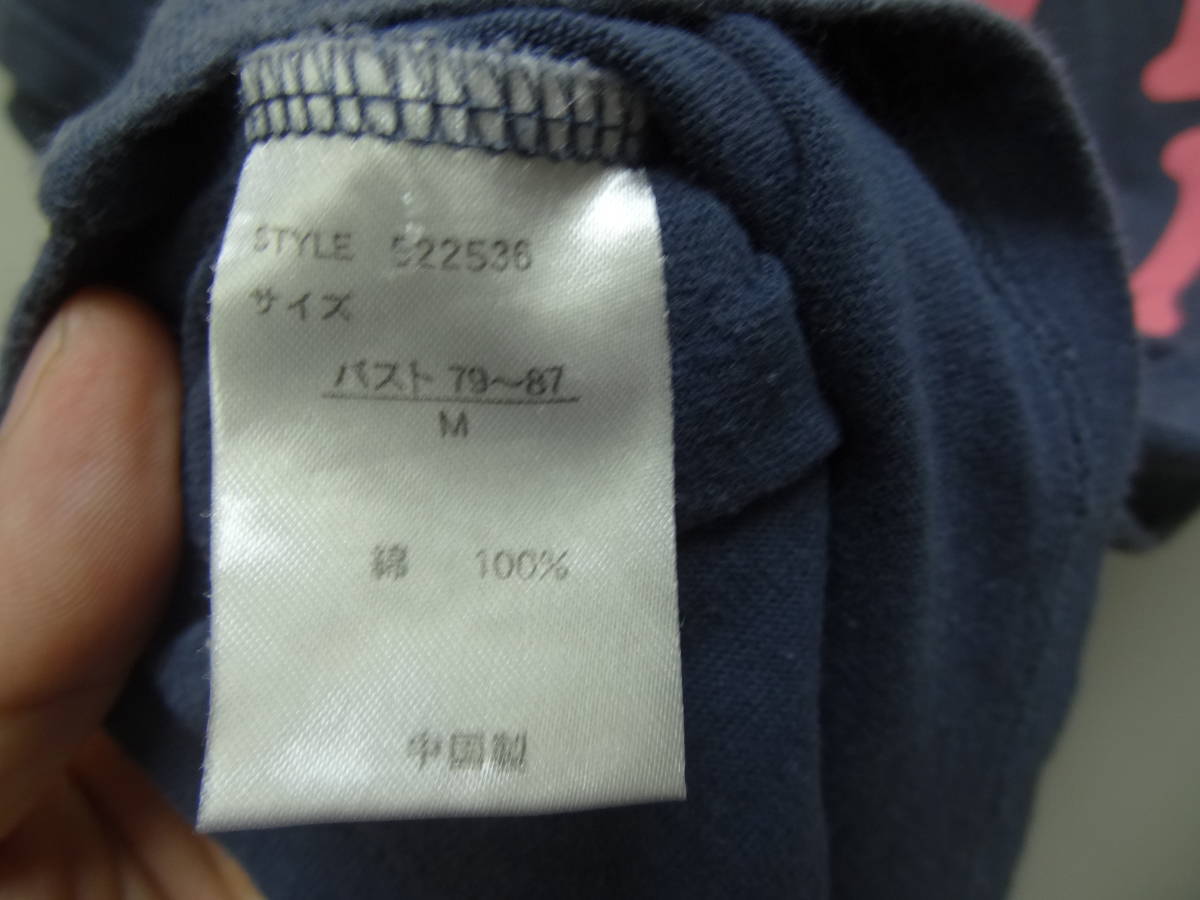 STYLE 522536
サイズ
バスト 79～87
M
綿 100%
中国製